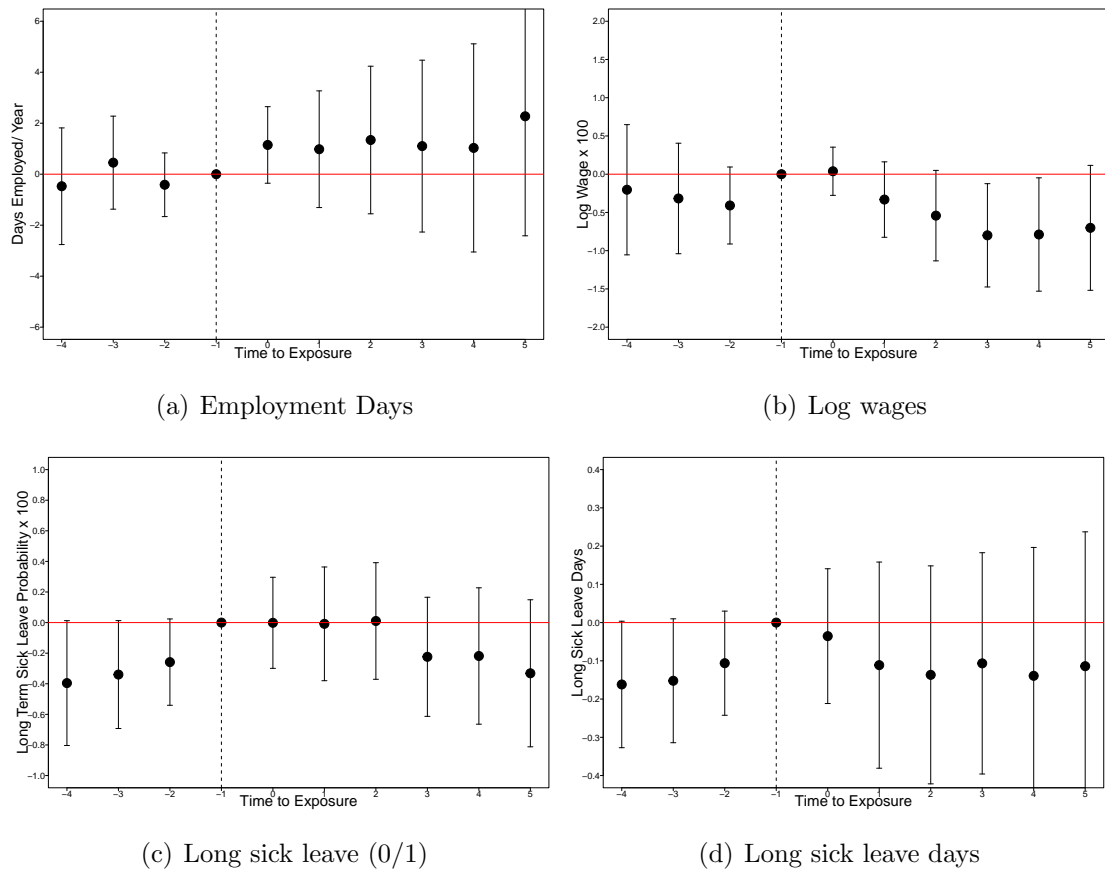 Days Employed/ Year
6
4
2
0
−2
−4
−6
−4 −3 −2 −1 0 1 2 3 4 5
Time to Exposure
(a) Employment Days
Log Wage x 100
2.0
1.5
1.0
0.5
0.0
−0.5
−1.0
−1.5
−2.0
−4 −3 −2 −1 0 1 2 3 4 5
Time to Exposure
(b) Log wages
Long Term Sick Leave Probability x 100
1.0
0.8
0.6
0.4
0.2
0.0
−0.2
−0.4
−0.6
−0.8
−1.0
−4 −3 −2 −1 0 1 2 3 4 5
Time to Exposure
(c) Long sick leave (0/1)
Long Sick Leave Days
0.4
0.3
0.2
0.1
0.0
−0.1
−0.2
−0.3
−0.4
−4 −3 −2 −1 0 1 2 3 4 5
Time to Exposure
(d) Long sick leave days